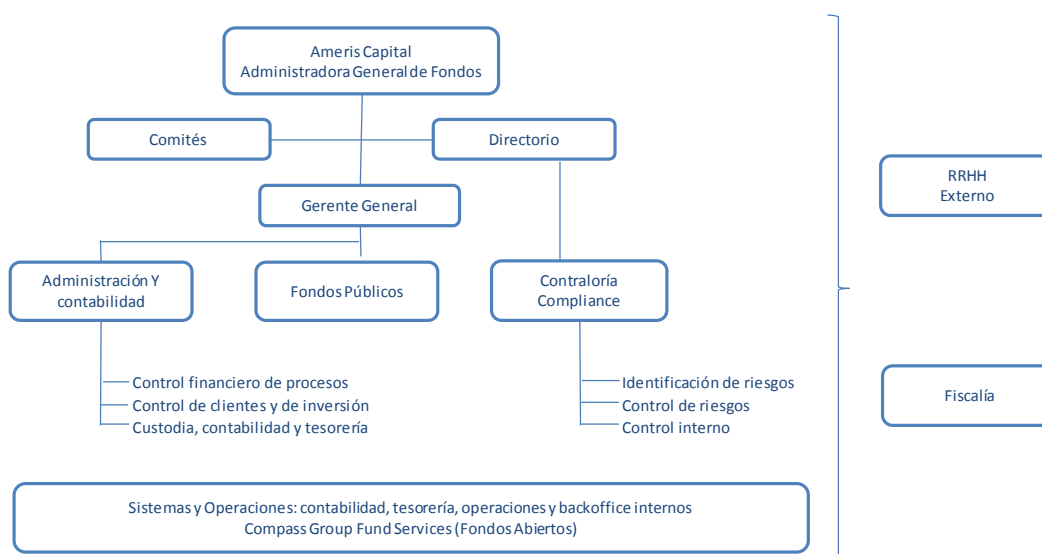 Ameris Capital
Administradora General de Fondos
Comités
Directorio
RRHH
Externo
Gerente General
Administración Y
contabilidad
Fondos Públicos
Contraloría
Compliance
Control financiero de procesos
Control de clientes y de inversión
Custodia, contabilidad y tesorería
Identificación de riesgos
Control de riesgos
Control interno
Fiscalía
Sistemas y Operaciones: contabilidad, tesorería, operaciones y backoffice internos
Compass Group Fund Services (Fondos Abiertos)